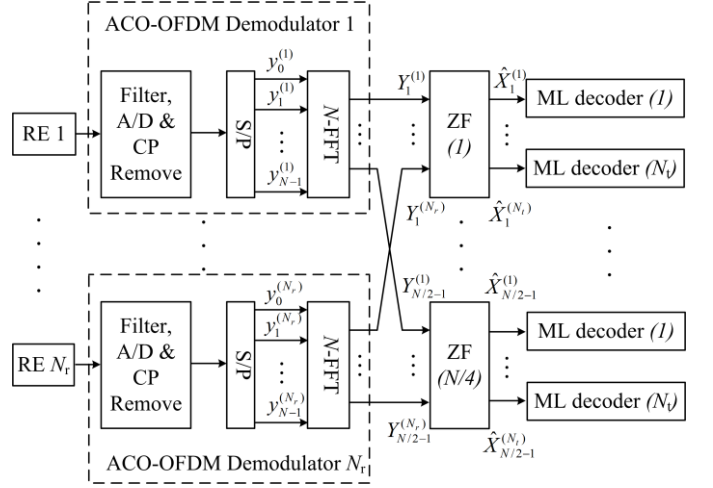 ACO-OFDM Demodulator 1
RE 1
Filter,
A/D &
CP
Remove
S/P
y_0^{(1)}
y_1^{(1)}
⋮
y_{N-1}^{(1)}
N-FFT
Y_1^{(1)}
Y_1^{(N_r)}
ZF
(1)
X̂_1^{(1)}
X̂_1^{(N_t)}
ML decoder (1)
ML decoder (N_t)
RE N_r
Filter,
A/D &
CP
Remove
S/P
y_0^{(N_r)}
y_1^{(N_r)}
⋮
y_{N-1}^{(N_r)}
N-FFT
Y_{N/2-1}^{(1)}
Y_{N/2-1}^{(N_r)}
ZF
(N/4)
X̂_{N/2-1}^{(1)}
X̂_{N/2-1}^{(N_t)}
ML decoder (1)
ML decoder (N_t)
ACO-OFDM Demodulator N_r